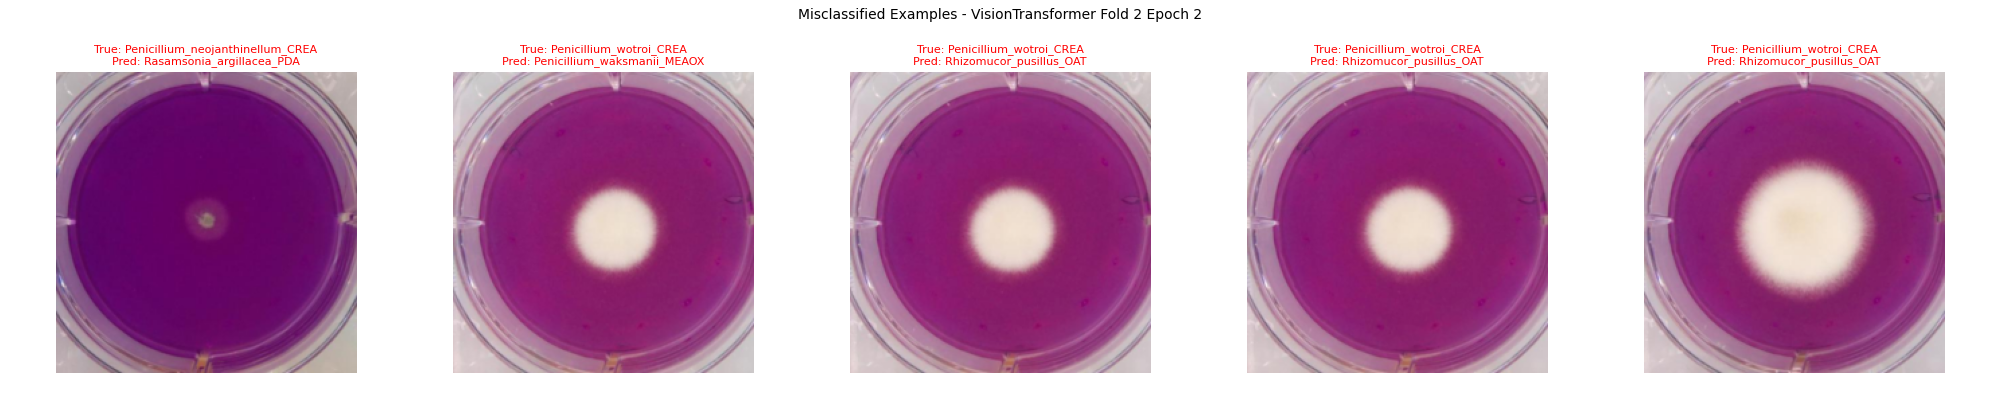 Misclassified Examples - VisionTransformer Fold 2 Epoch 2
True: Penicillium_neojanthinellum_CREA
Pred: Rasamsonia_argillacea_PDA
True: Penicillium_wotroi_CREA
Pred: Penicillium_waksmanii_MEAOX
True: Penicillium_wotroi_CREA
Pred: Rhizomucor_pusillus_OAT
True: Penicillium_wotroi_CREA
Pred: Rhizomucor_pusillus_OAT
True: Penicillium_wotroi_CREA
Pred: Rhizomucor_pusillus_OAT